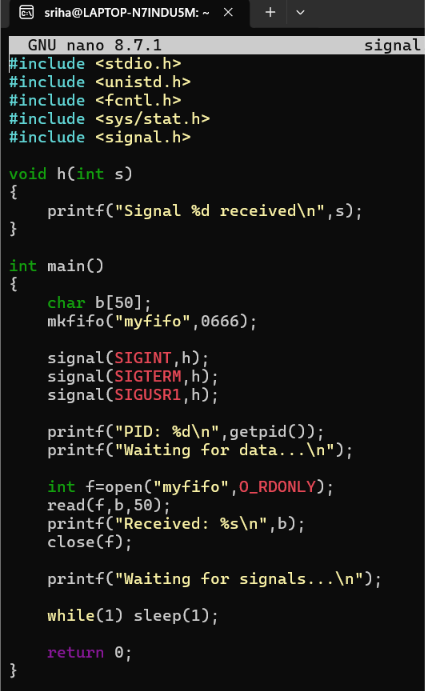 sriha@LAPTOP-N7INDU5M: ~
GNU nano 8.7.1 signal
#include <stdio.h>
#include <unistd.h>
#include <fcntl.h>
#include <sys/stat.h>
#include <signal.h>

void h(int s)
{
    printf("Signal %d received\n",s);
}

int main()
{
    char b[50];
    mkfifo("myfifo",0666);

    signal(SIGINT,h);
    signal(SIGTERM,h);
    signal(SIGUSR1,h);

    printf("PID: %d\n",getpid());
    printf("Waiting for data...\n");

    int f=open("myfifo",O_RDONLY);
    read(f,b,50);
    printf("Received: %s\n",b);
    close(f);

    printf("Waiting for signals...\n");

    while(1) sleep(1);

    return 0;
}